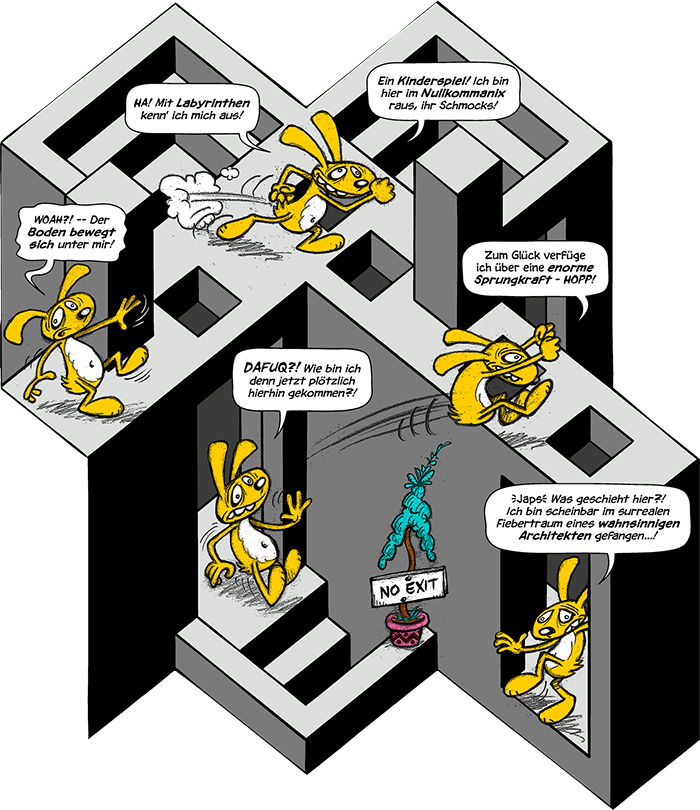 HA! Mit Labyrinthen
kenn' ich mich aus!
Ein Kinderspiel! Ich bin
hier im Nullkommanix
raus, ihr Schmocks!
WOAH?! -- Der
Boden bewegt
sich unter mir!
Zum Glück verfüge
ich über eine enorme
Sprungkraft - HOPP!
DAFUQ?! Wie bin ich
denn jetzt plötzlich
hierhin gekommen?!
Japs Was geschieht hier?!
Ich bin scheinbar im surrealen
Fiebertraum eines wahnsinnigen
Architekten gefangen...!
NO EXIT